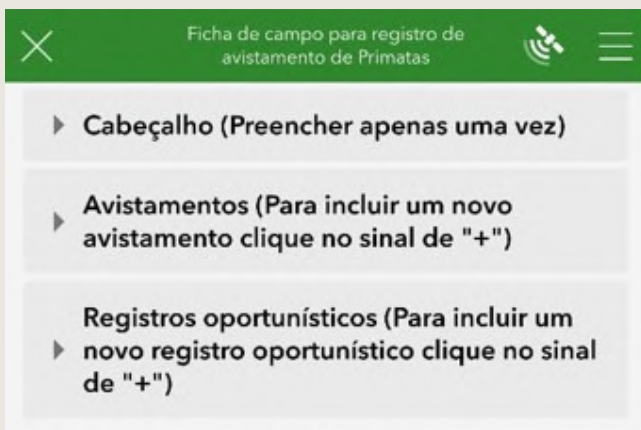 Ficha de campo para registro de
avistamento de Primatas
Cabeçalho (Preencher apenas uma vez)
Avistamentos (Para incluir um novo
avistamento clique no sinal de "+")
Registros oportunísticos (Para incluir um
novo registro oportunístico clique no sinal
de "+")